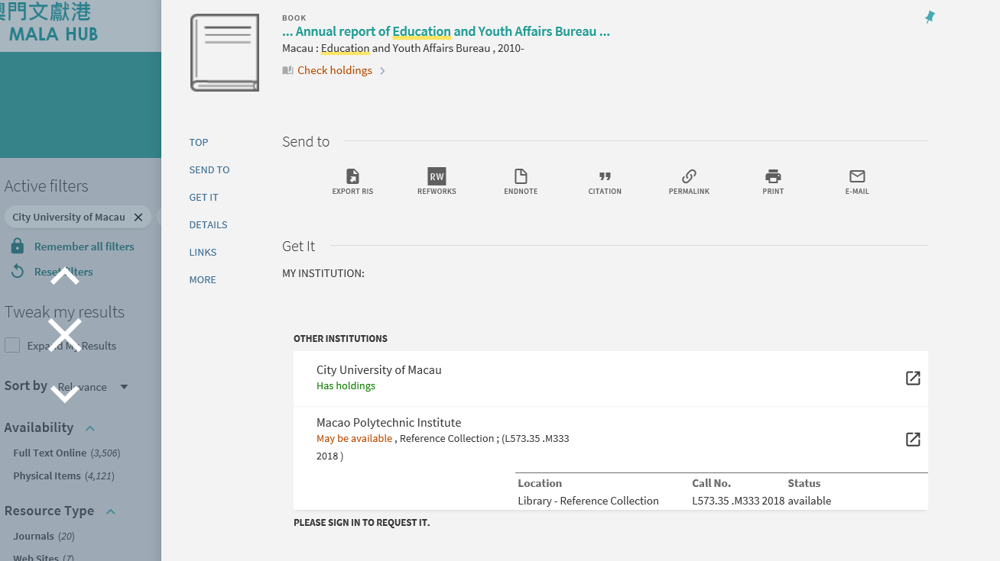 澳門文獻港
MALA HUB
BOOK
... Annual report of Education and Youth Affairs Bureau ...
Macau : Education and Youth Affairs Bureau , 2010-
Check holdings
TOP
SEND TO
GET IT
DETAILS
LINKS
MORE
Send to
EXPORT RIS
RW
REFWORKS
ENDNOTE
CITATION
PERMALINK
PRINT
E-MAIL
Get It
MY INSTITUTION:
OTHER INSTITUTIONS
City University of Macau
Has holdings
Macao Polytechnic Institute
May be available , Reference Collection ; (L573.35 .M333
2018 )
Location Call No. Status
Library - Reference Collection L573.35 .M333 2018 available
PLEASE SIGN IN TO REQUEST IT.
Active filters
City University of Macau
Remember all filters
Reset filters
Tweak my results
Expand My Results
Sort by Relevance
Availability
Full Text Online (3,506)
Physical Items (4,121)
Resource Type
Journals (20)
Web Sites (7)